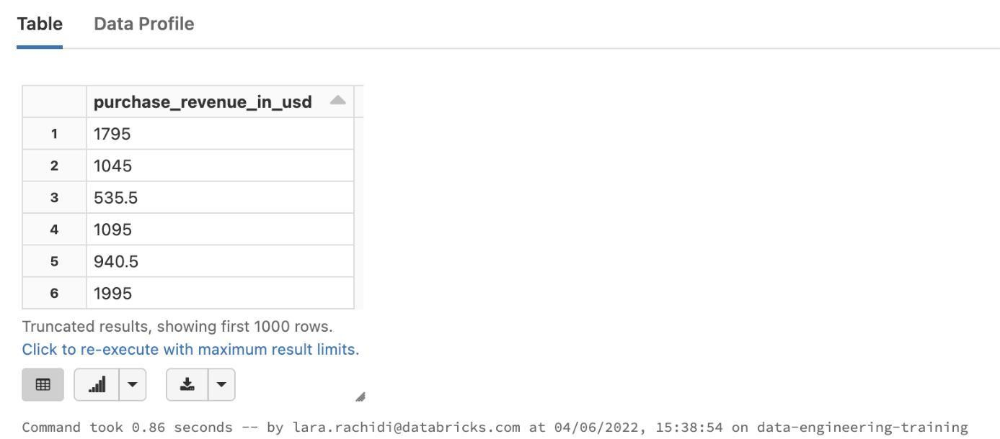 Table Data Profile
purchase_revenue_in_usd
1 1795
2 1045
3 535.5
4 1095
5 940.5
6 1995
Truncated results, showing first 1000 rows.
Click to re-execute with maximum result limits.
Command took 0.86 seconds -- by lara.rachidi@databricks.com at 04/06/2022, 15:38:54 on data-engineering-training